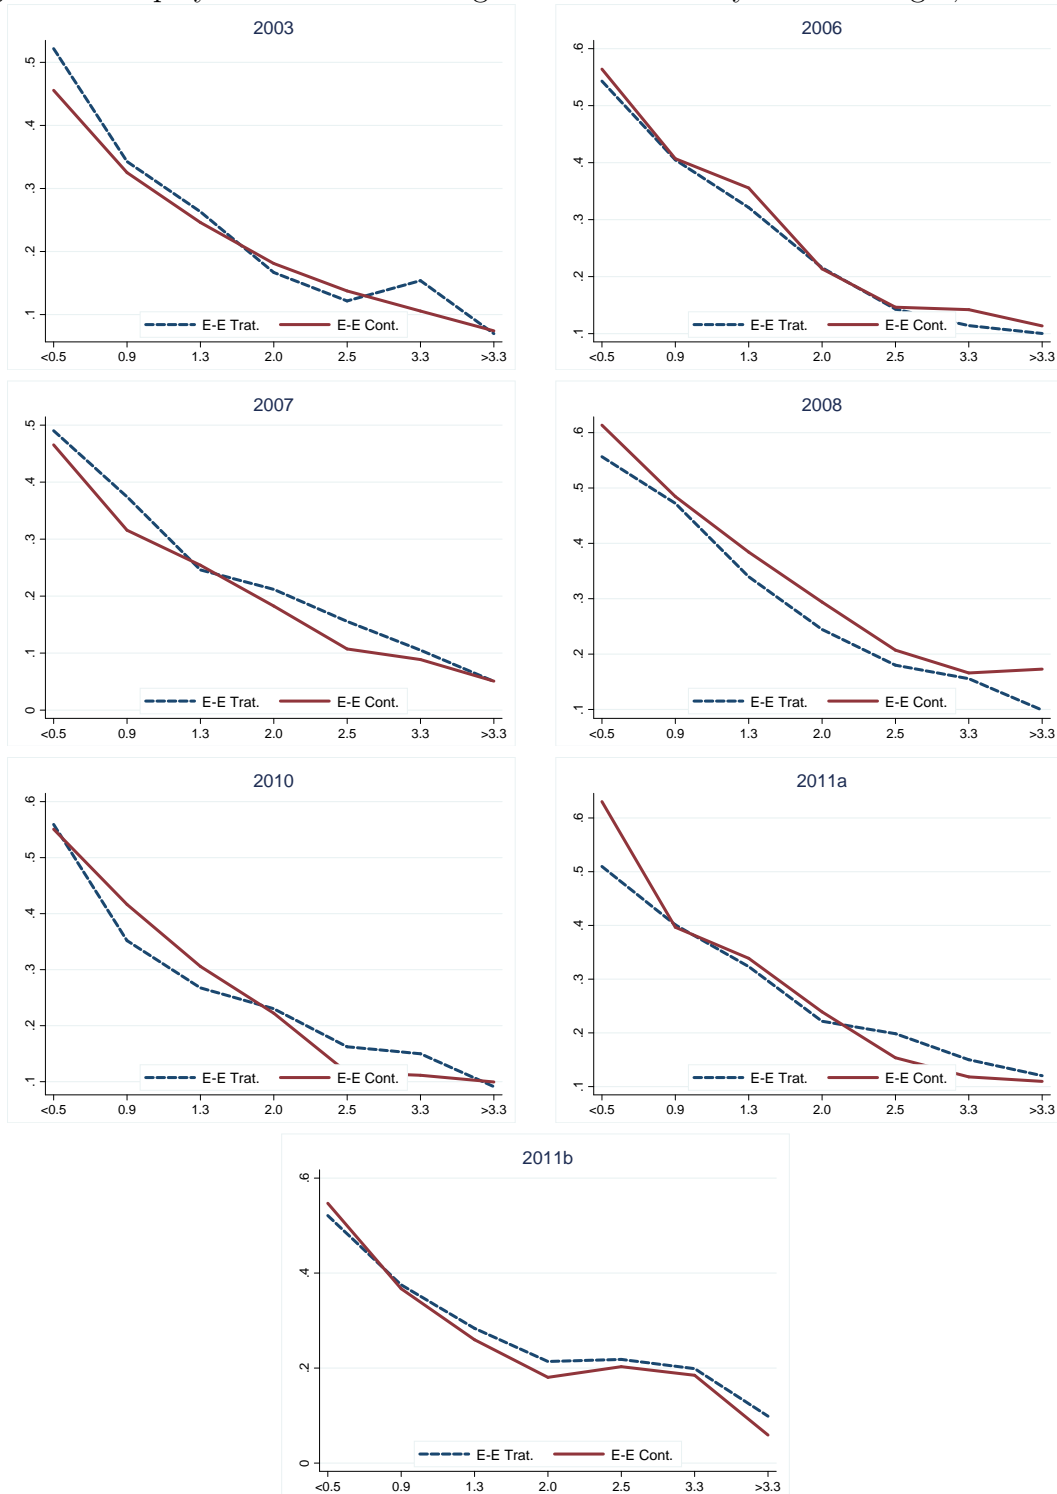 2003
.5
.4
.3
.2
.1
E-E Trat. E-E Cont.
<0.5 0.9 1.3 2.0 2.5 3.3 >3.3
2006
.6
.5
.4
.3
.2
.1
E-E Trat. E-E Cont.
<0.5 0.9 1.3 2.0 2.5 3.3 >3.3
2007
.5
.4
.3
.2
.1
0
E-E Trat. E-E Cont.
<0.5 0.9 1.3 2.0 2.5 3.3 >3.3
2008
.6
.5
.4
.3
.2
.1
E-E Trat. E-E Cont.
<0.5 0.9 1.3 2.0 2.5 3.3 >3.3
2010
.6
.5
.4
.3
.2
.1
E-E Trat. E-E Cont.
<0.5 0.9 1.3 2.0 2.5 3.3 >3.3
2011a
.6
.5
.4
.3
.2
.1
E-E Trat. E-E Cont.
<0.5 0.9 1.3 2.0 2.5 3.3 >3.3
2011b
.6
.4
.2
0
E-E Trat. E-E Cont.
<0.5 0.9 1.3 2.0 2.5 3.3 >3.3